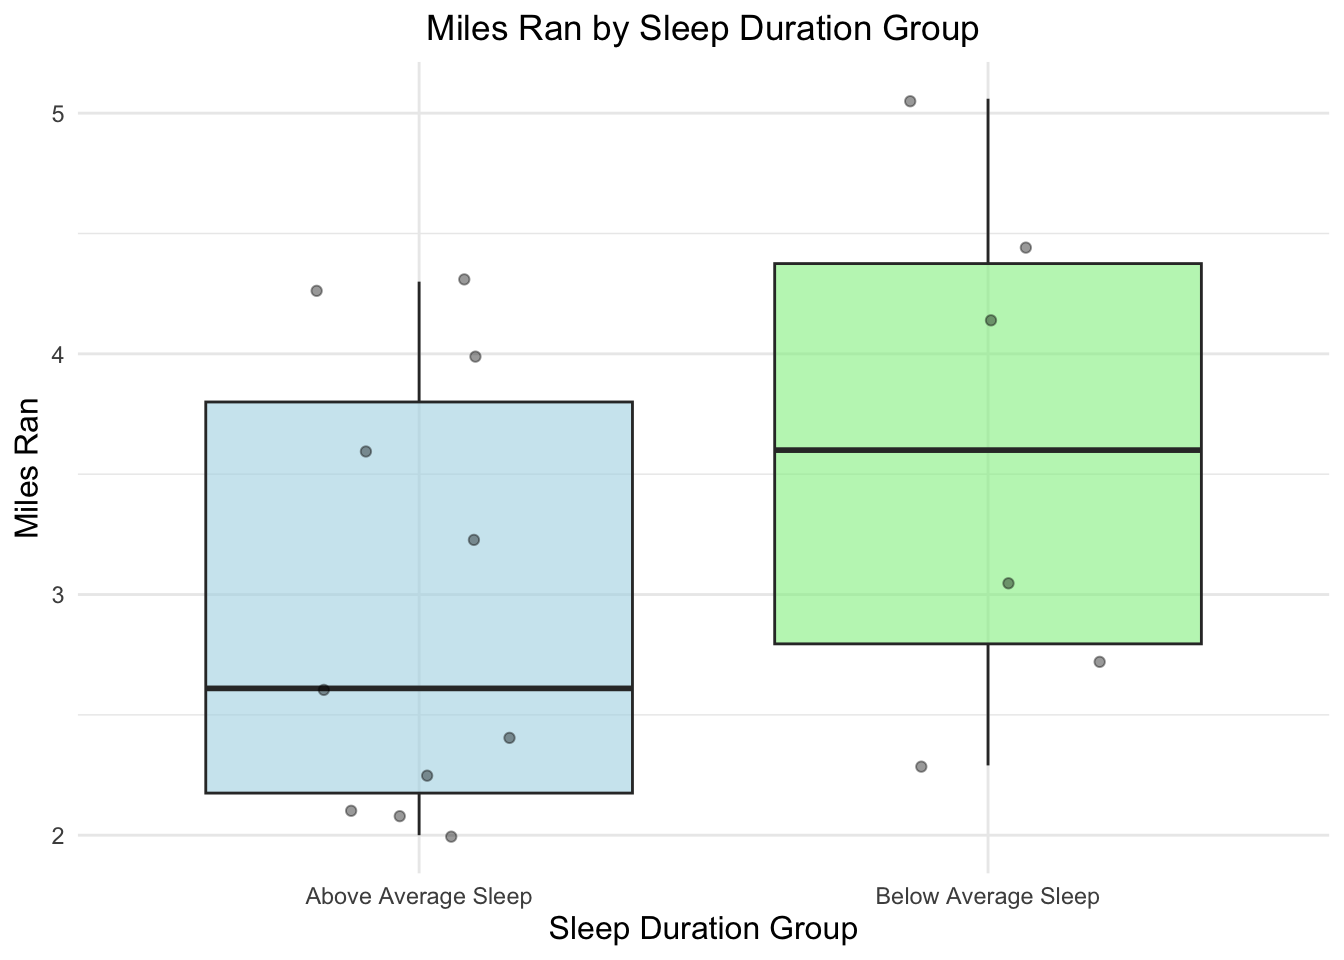 Miles Ran by Sleep Duration Group
Miles Ran
5
4
3
2
Above Average Sleep
Below Average Sleep
Sleep Duration Group